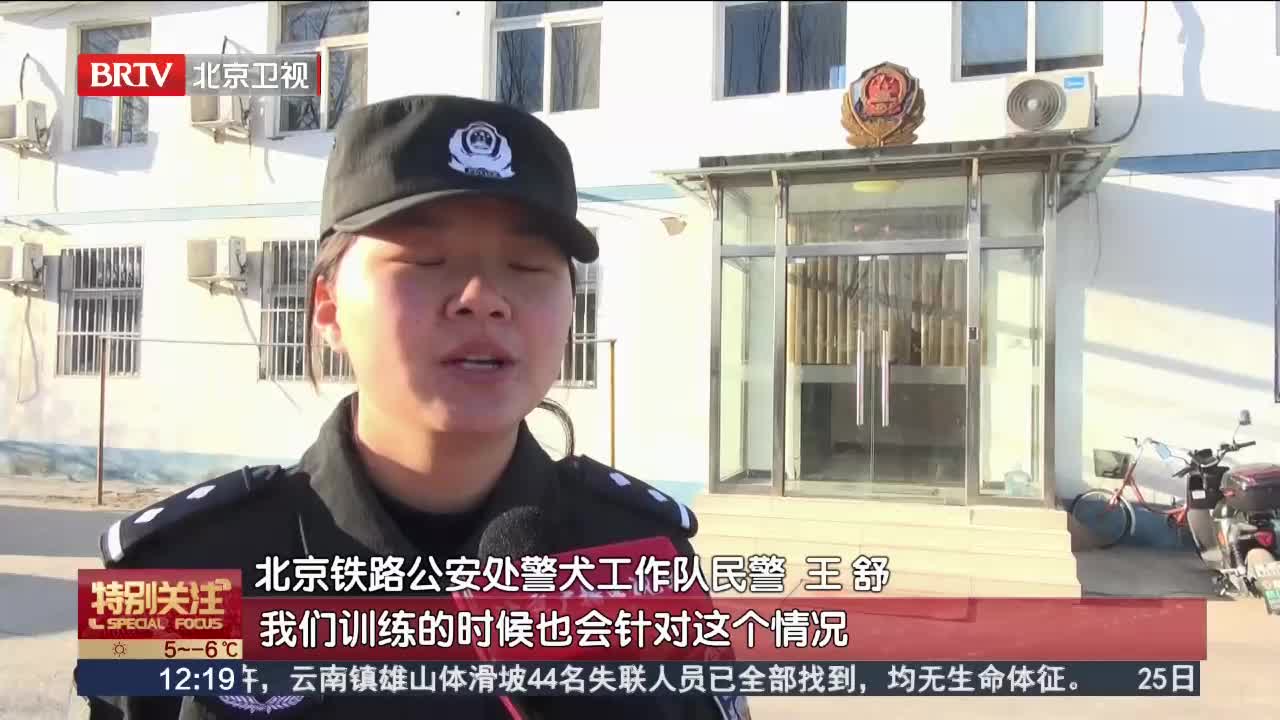 BRTV 北京卫视
北京铁路公安处警犬工作队民警 王 舒
特别关注
SPECIAL FOCUS
我们训练的时候也会针对这个情况
5~-6℃
12:19
午，云南镇雄山体滑坡44名失联人员已全部找到，均无生命体征。 25日